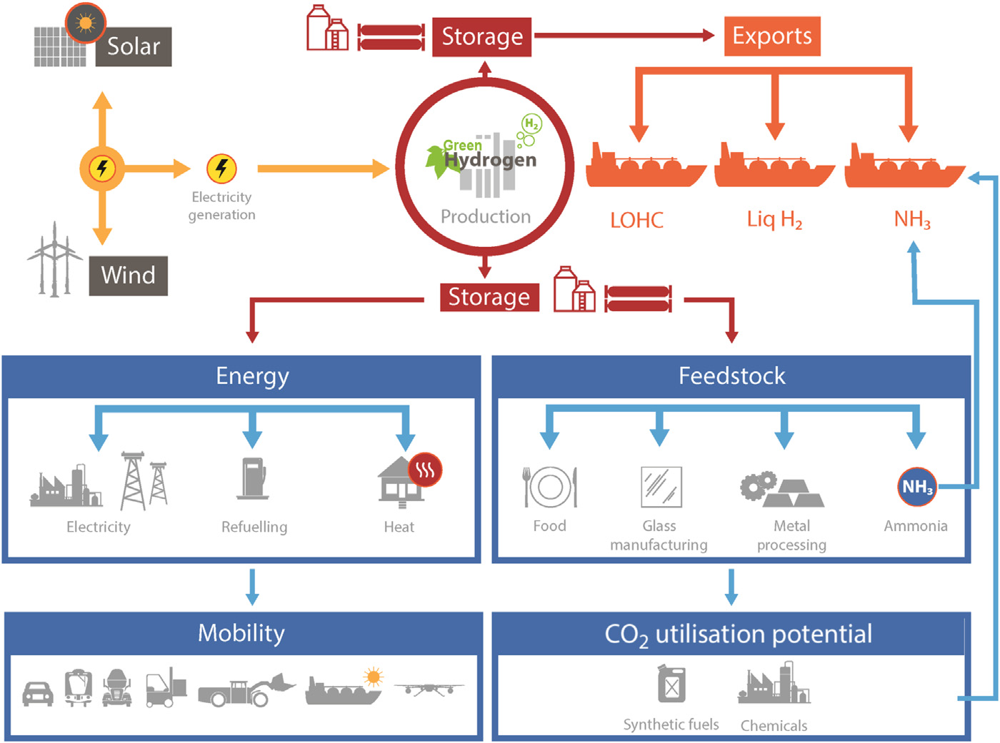 Solar
Storage
Exports
H₂
Green
Hydrogen
Production
Electricity
generation
LOHC
Liq H₂
NH₃
Wind
Storage
Energy
Feedstock
Electricity
Refuelling
Heat
Food
Glass
manufacturing
Metal
processing
NH₃
Ammonia
Mobility
CO₂ utilisation potential
Synthetic fuels
Chemicals